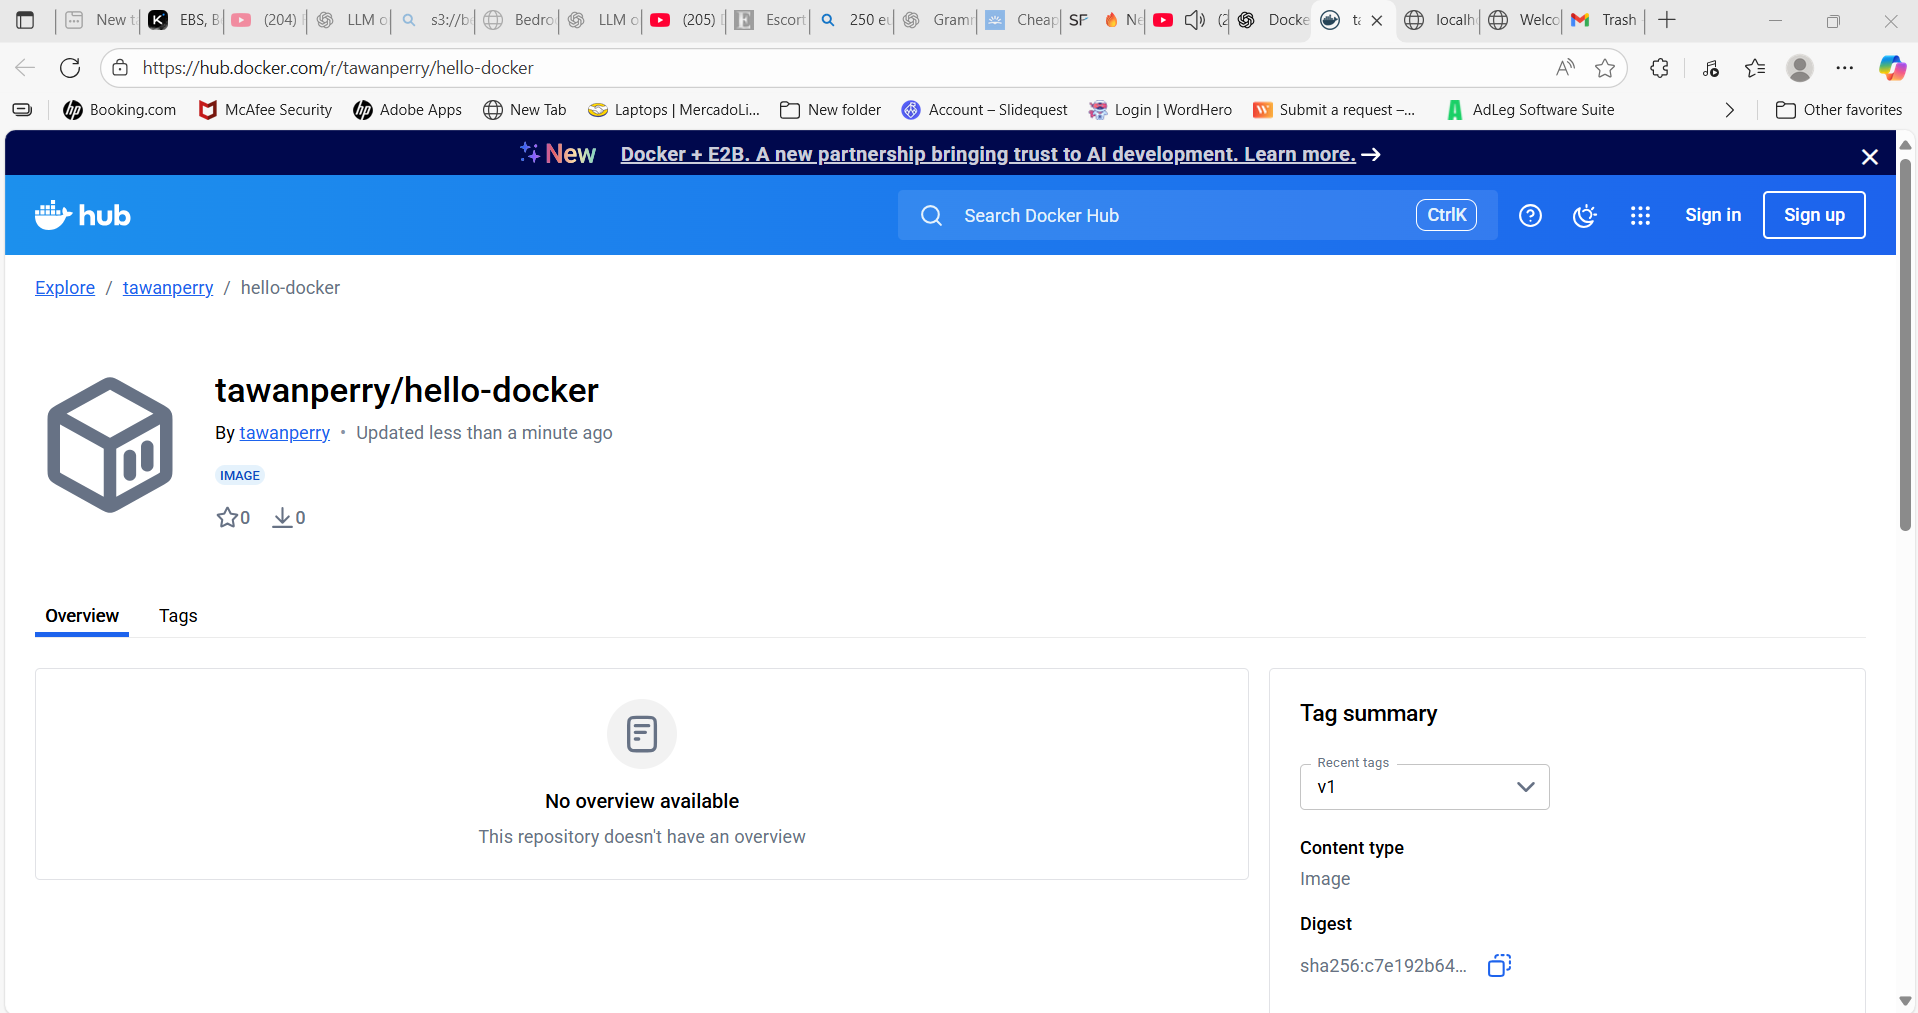 New ta
EBS, B
(204)
LLM o
s3://b
Bedro
LLM o
(205)
Escort
250 eu
Gram
Cheap
SF
Ne
(2
Docke
ta
localh
Welco
Trash
https://hub.docker.com/r/tawanperry/hello-docker
Booking.com
McAfee Security
Adobe Apps
New Tab
Laptops | MercadoLi...
New folder
Account – Slidequest
Login | WordHero
Submit a request –...
AdLeg Software Suite
Other favorites
New Docker + E2B. A new partnership bringing trust to AI development. Learn more. →
hub
Search Docker Hub
CtrlK
Sign in
Sign up
Explore / tawanperry / hello-docker
tawanperry/hello-docker
By tawanperry • Updated less than a minute ago
IMAGE
0 0
Overview Tags
No overview available
This repository doesn't have an overview
Tag summary
Recent tags
v1
Content type
Image
Digest
sha256:c7e192b64...